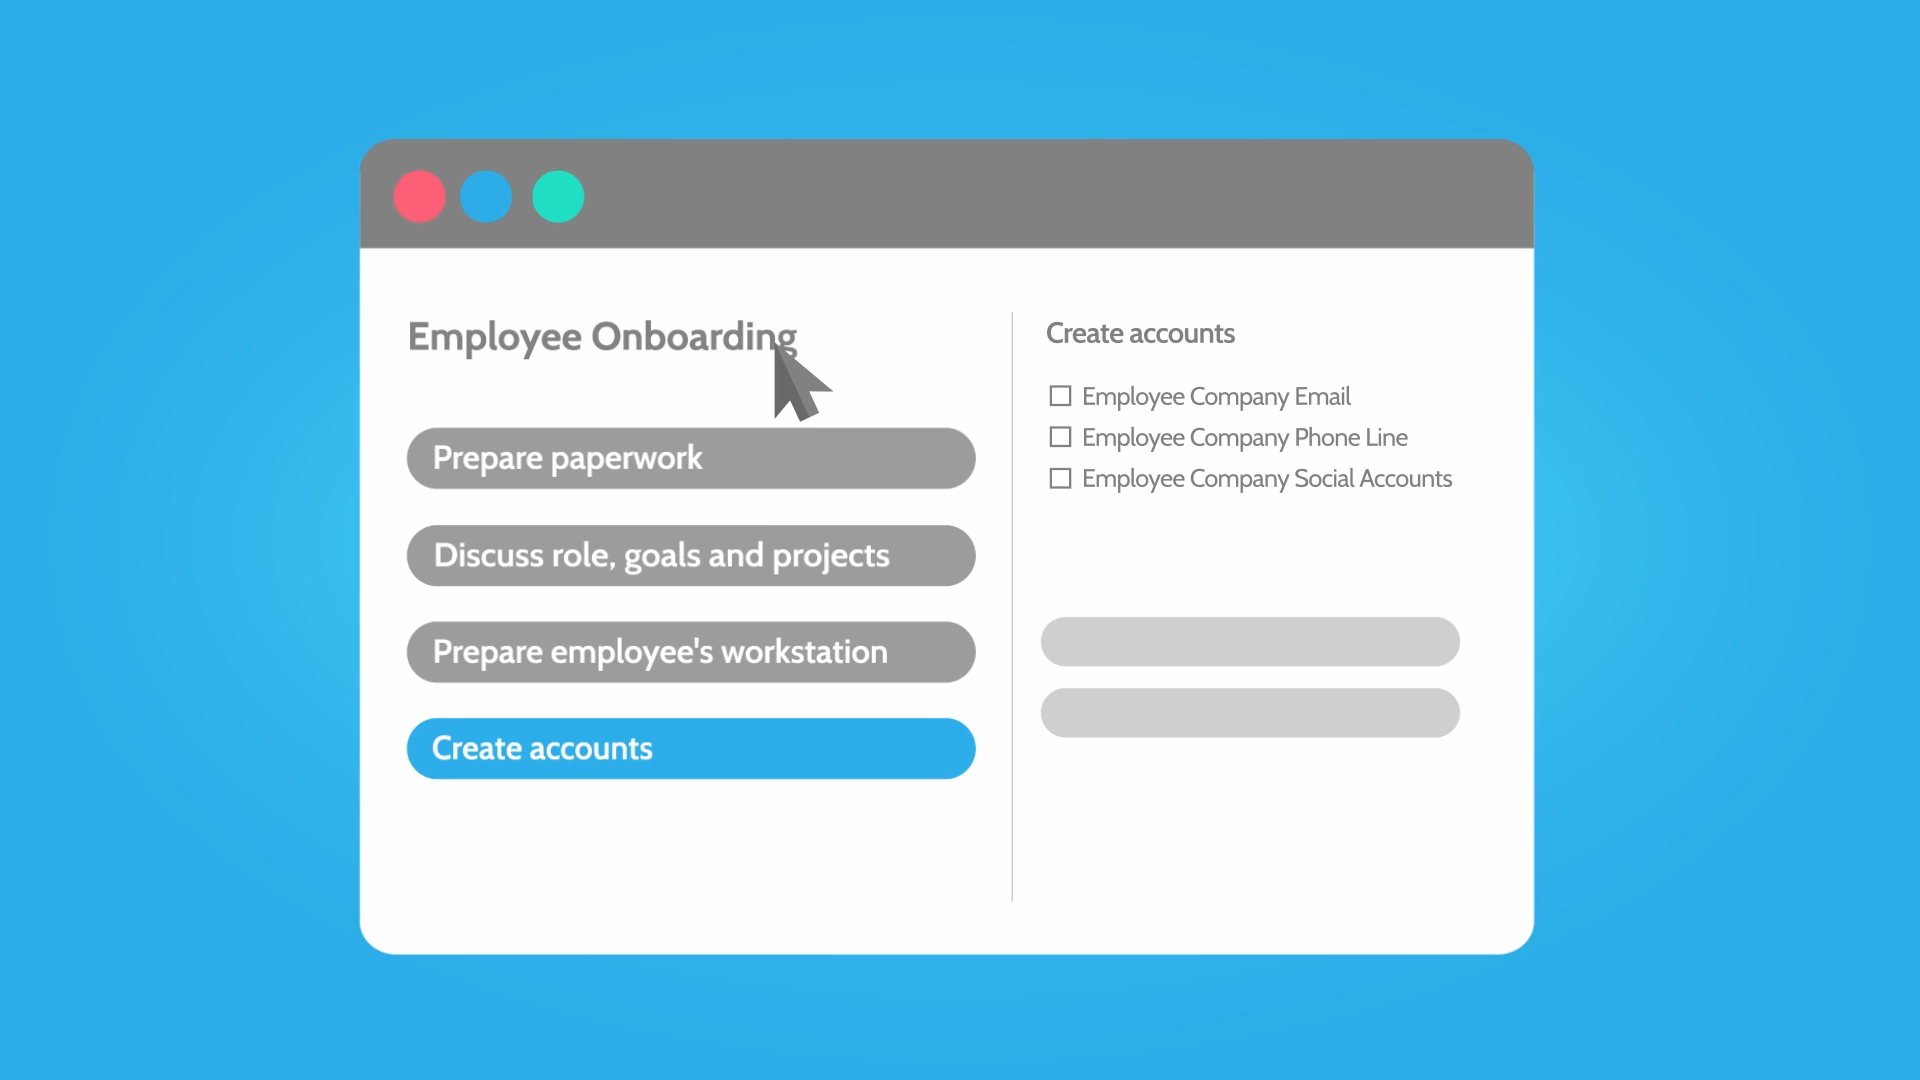 Employee Onboarding
Prepare paperwork
Discuss role, goals and projects
Prepare employee's workstation
Create accounts
Create accounts
Employee Company Email
Employee Company Phone Line
Employee Company Social Accounts